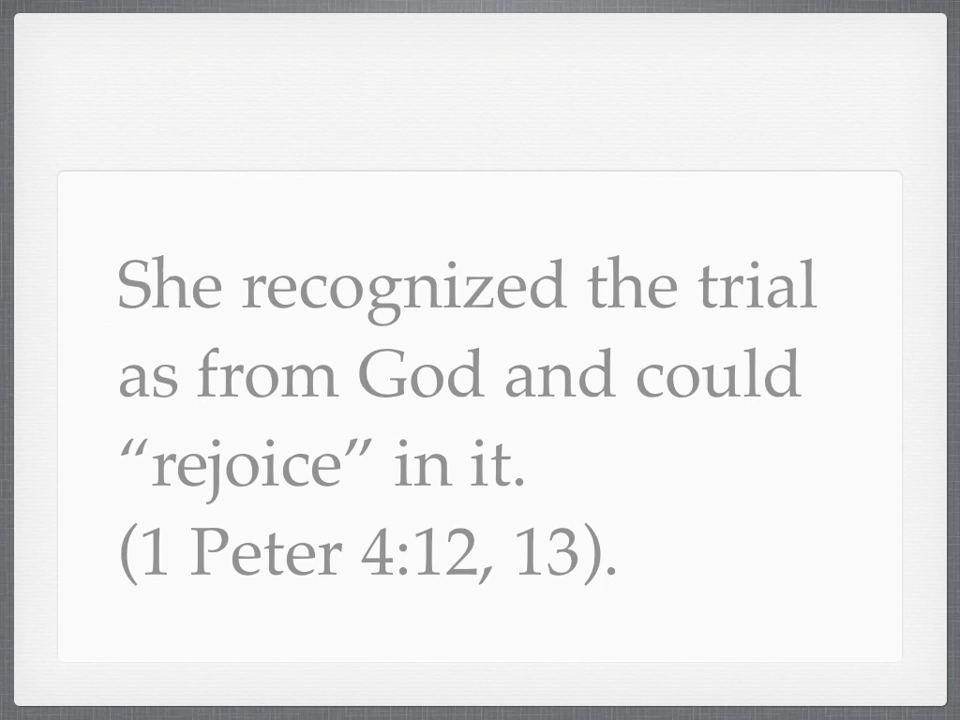 She recognized the trial
as from God and could
“rejoice” in it.
(1 Peter 4:12, 13).